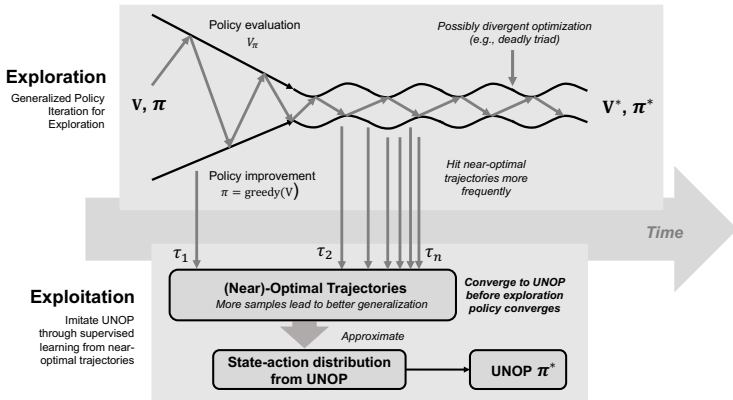 Policy evaluation
V_π
Possibly divergent optimization
(e.g., deadly triad)
Exploration
Generalized Policy
Iteration for
Exploration
V, π
V*, π*
Policy improvement
π = greedy(V)
Hit near-optimal
trajectories more
frequently
Time
τ1
τ2
τn
Exploitation
Imitate UNOP
through supervised
learning from near-
optimal trajectories
(Near)-Optimal Trajectories
More samples lead to better generalization
Converge to UNOP
before exploration
policy converges
Approximate
State-action distribution
from UNOP
UNOP π*